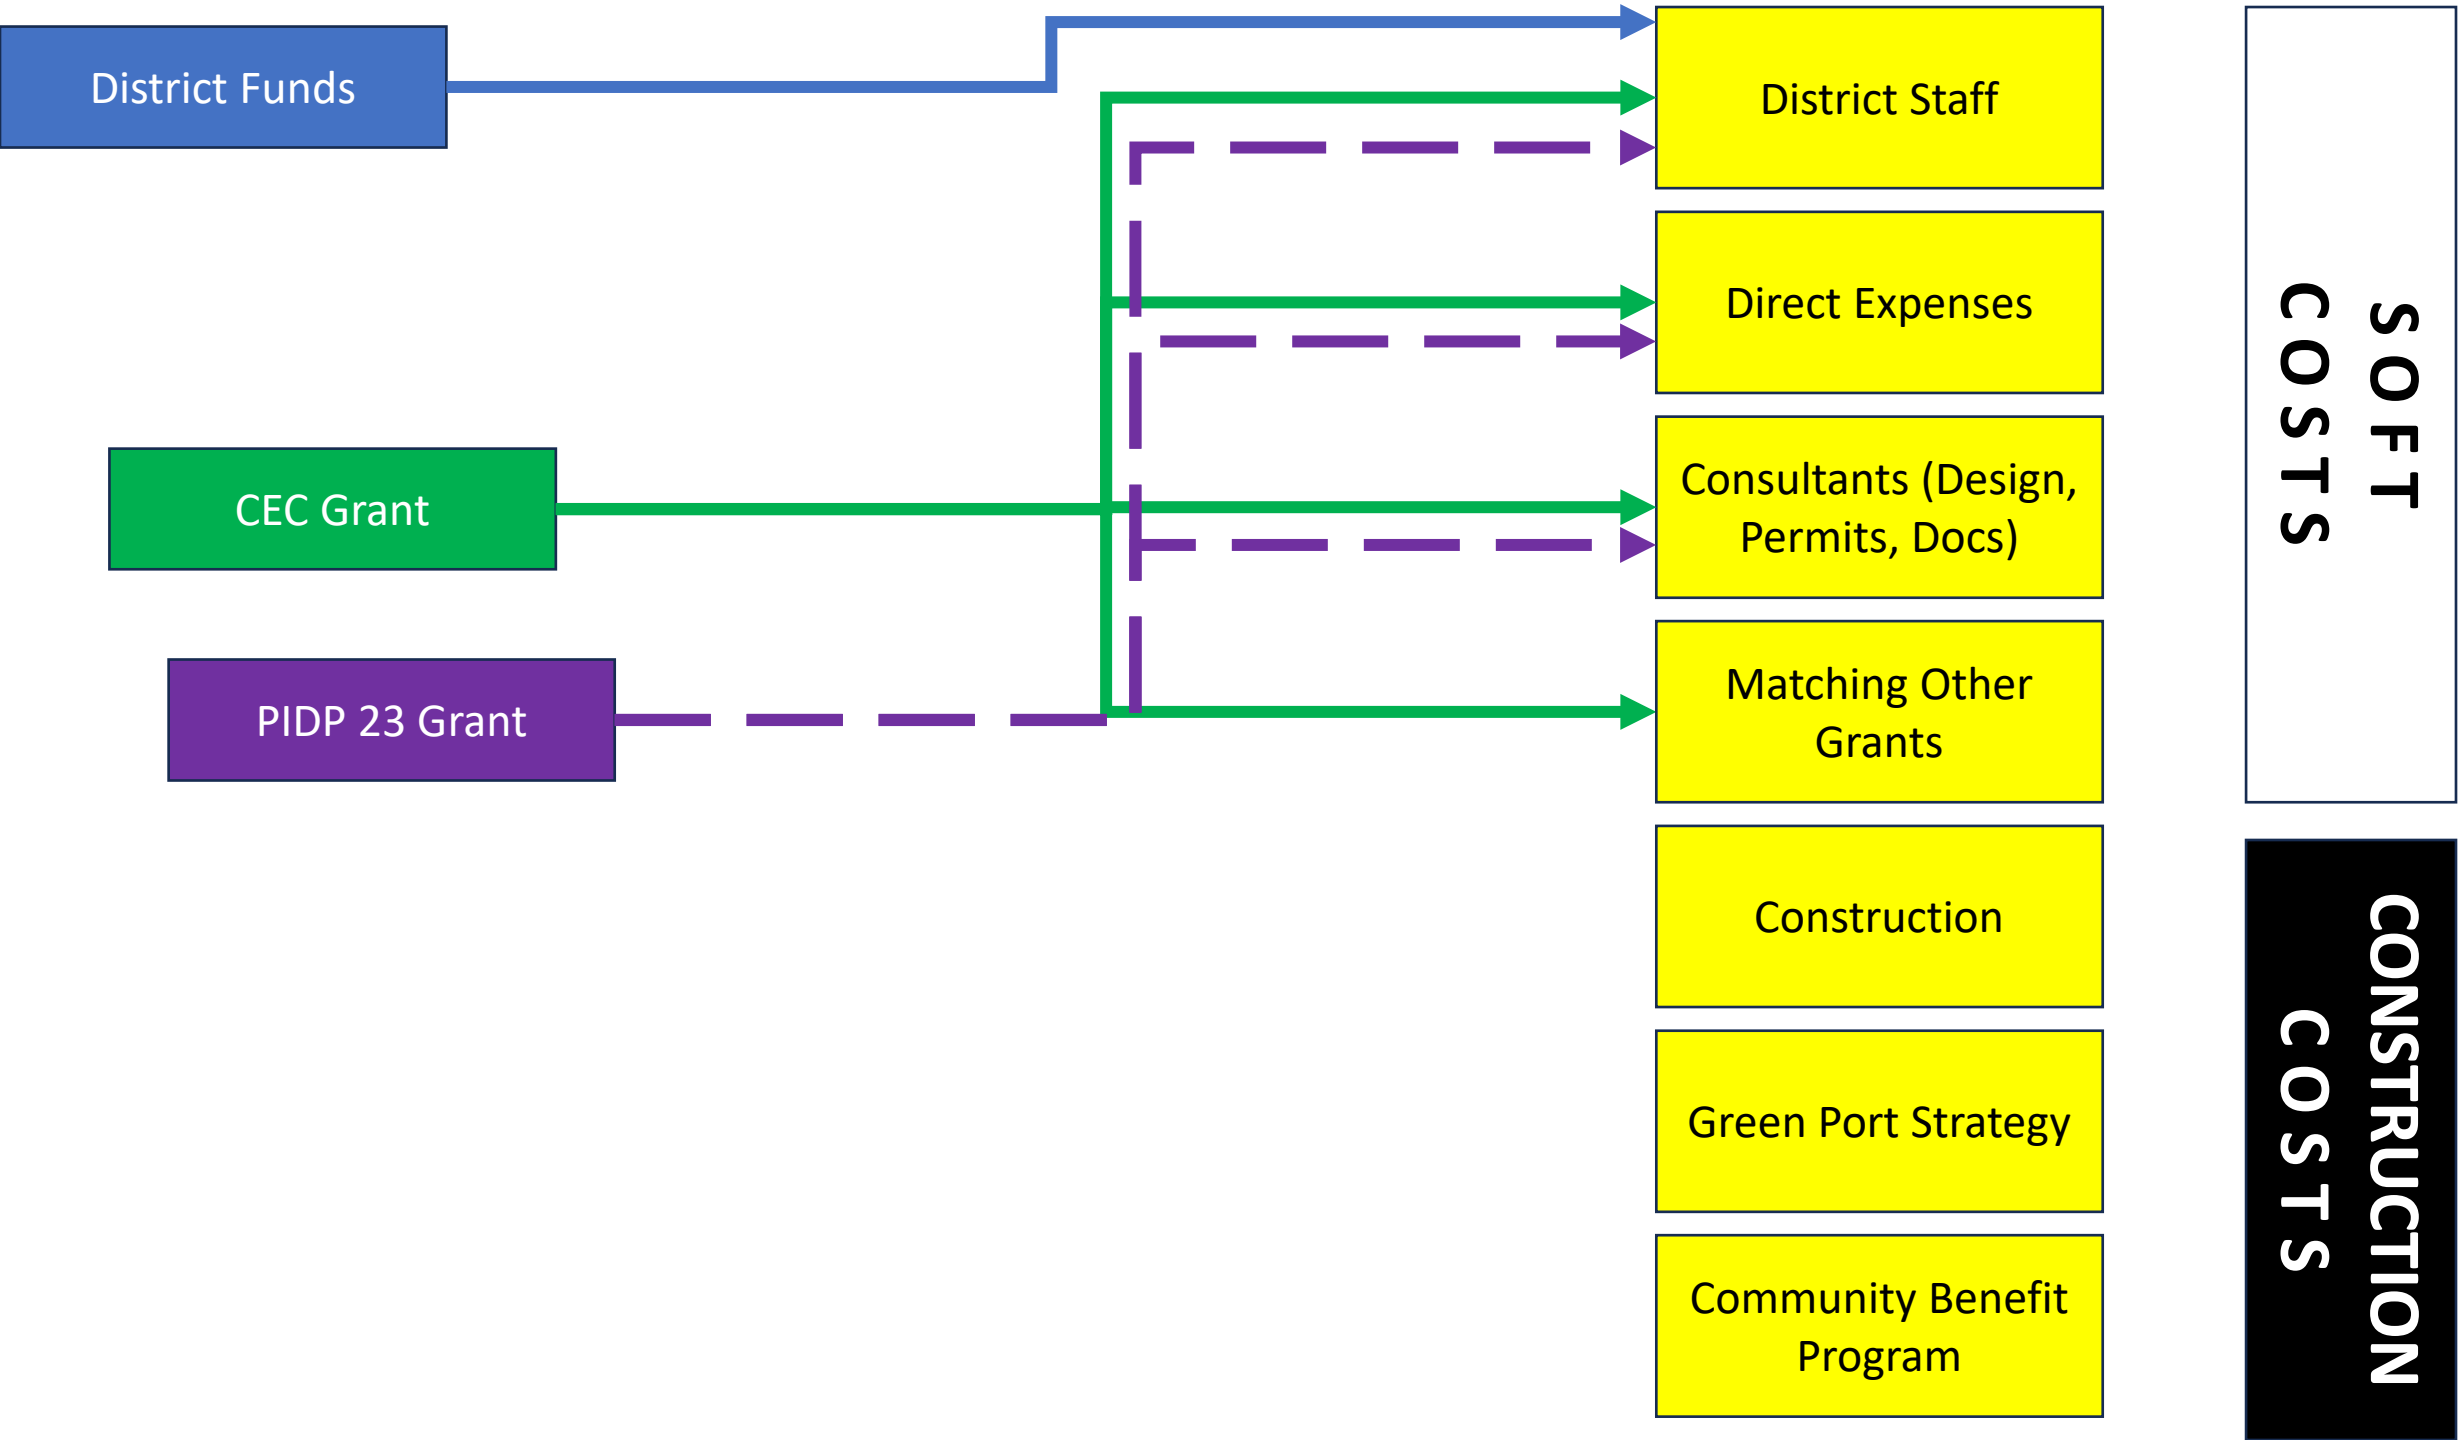 District Funds
CEC Grant
PIDP 23 Grant
District Staff
Direct Expenses
Consultants (Design,
Permits, Docs)
Matching Other
Grants
Construction
Green Port Strategy
Community Benefit
Program
SOFT
COSTS
CONSTRUCTION
COSTS